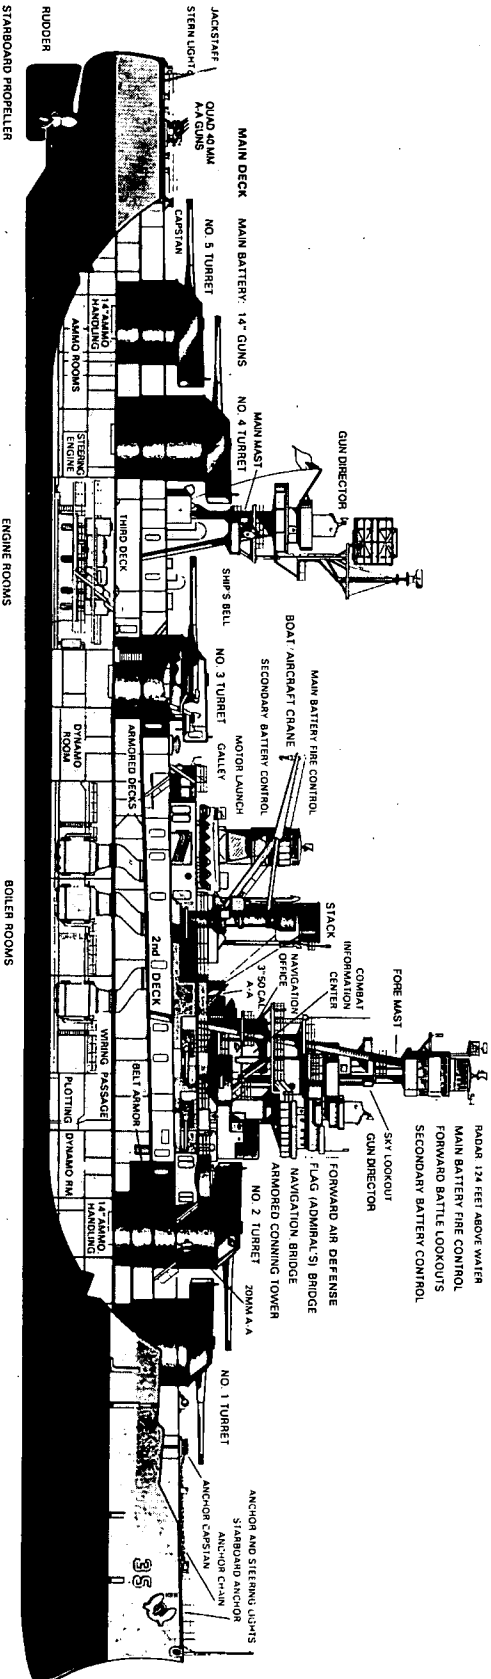 JACKSTAFF
STERN LIGHT
RUDDER
STARBOARD PROPELLER
QUAD 40 MM
A-A GUNS
MAIN DECK
MAIN BATTERY: 14" GUNS
CAPSTAN
NO. 5 TURRET
NO. 4 TURRET
14" AMMO
HANDLING
AMMO ROOMS
STEERING
ENGINE
MAIN MAST
GUN DIRECTOR
THIRD DECK
ENGINE ROOMS
SHIP'S BELL
NO. 3 TURRET
ARMORED DECKS
DYNAMO
ROOM
MAIN BATTERY FIRE CONTROL
BOAT/AIRCRAFT CRANE
SECONDARY BATTERY CONTROL
MOTOR LAUNCH
GALLEY
2nd DECK
BOILER ROOMS
STACK
COMBAT
INFORMATION
CENTER
NAVIGATION
OFFICE
3" 50 CAL
A-A
FORE MAST
WIRING PASSAGE
BELT ARMOR
PLOTTING
DYNAMO RM
14" AMMO
HANDLING
RADAR 124 FEET ABOVE WATER
MAIN BATTERY FIRE CONTROL
FORWARD BATTLE LOOKOUTS
SECONDARY BATTERY CONTROL
SKY LOOKOUT
GUN DIRECTOR
FORWARD AIR DEFENSE
FLAG (ADMIRAL'S) BRIDGE
NAVIGATION BRIDGE
ARMORED CONNING TOWER
NO. 2 TURRET
20MM A-A
NO. 1 TURRET
ANCHOR AND STEERING LIGHTS
STARBOARD ANCHOR
ANCHOR CHAIN
ANCHOR CAPSTAN
35